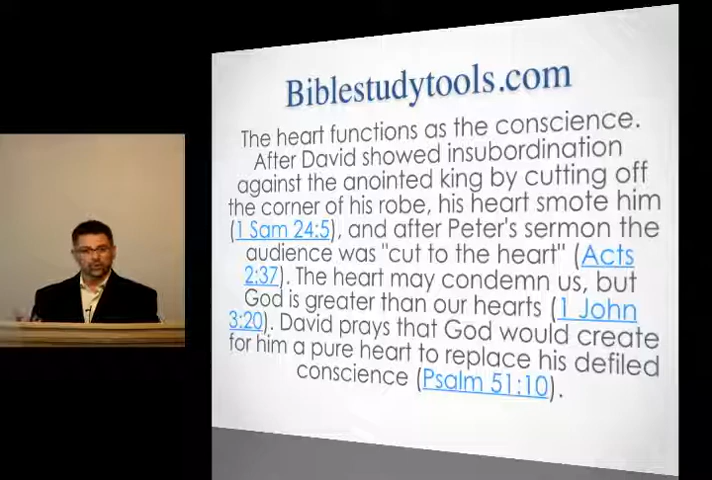 Biblestudytools.com
The heart functions as the conscience.
After David showed insubordination
against the anointed king by cutting off
the corner of his robe, his heart smote him
(1 Sam 24:5), and after Peter's sermon the
audience was "cut to the heart" (Acts
2:37). The heart may condemn us, but
God is greater than our hearts (1 John
3:20). David prays that God would create
for him a pure heart to replace his defiled
conscience (Psalm 51:10).